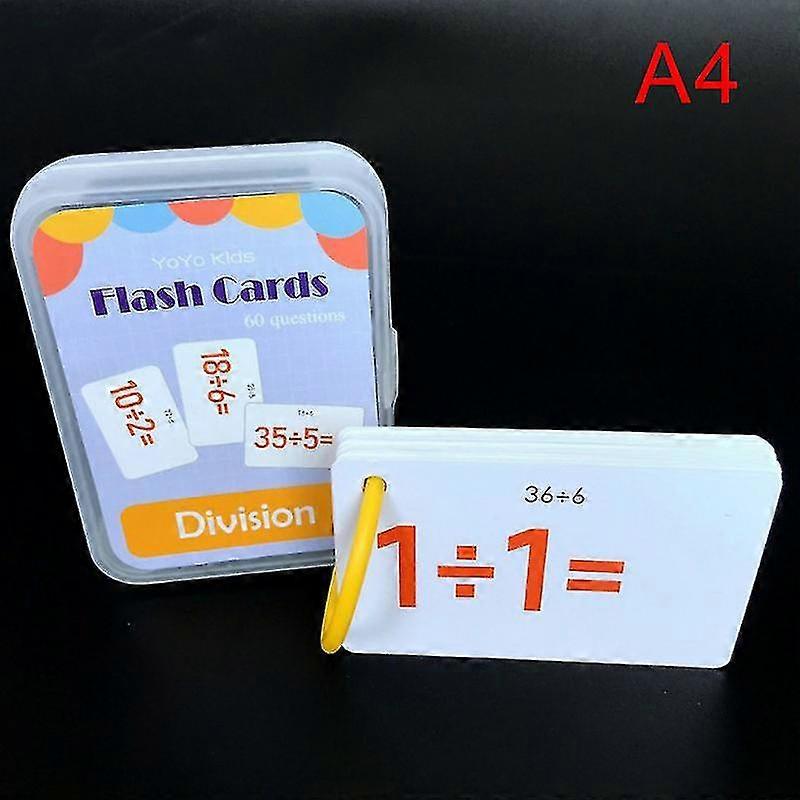 A4
YoYo Kids
Flash Cards
60 questions
10÷2=
18÷6=
35÷5=
Division
36÷6
1÷1=